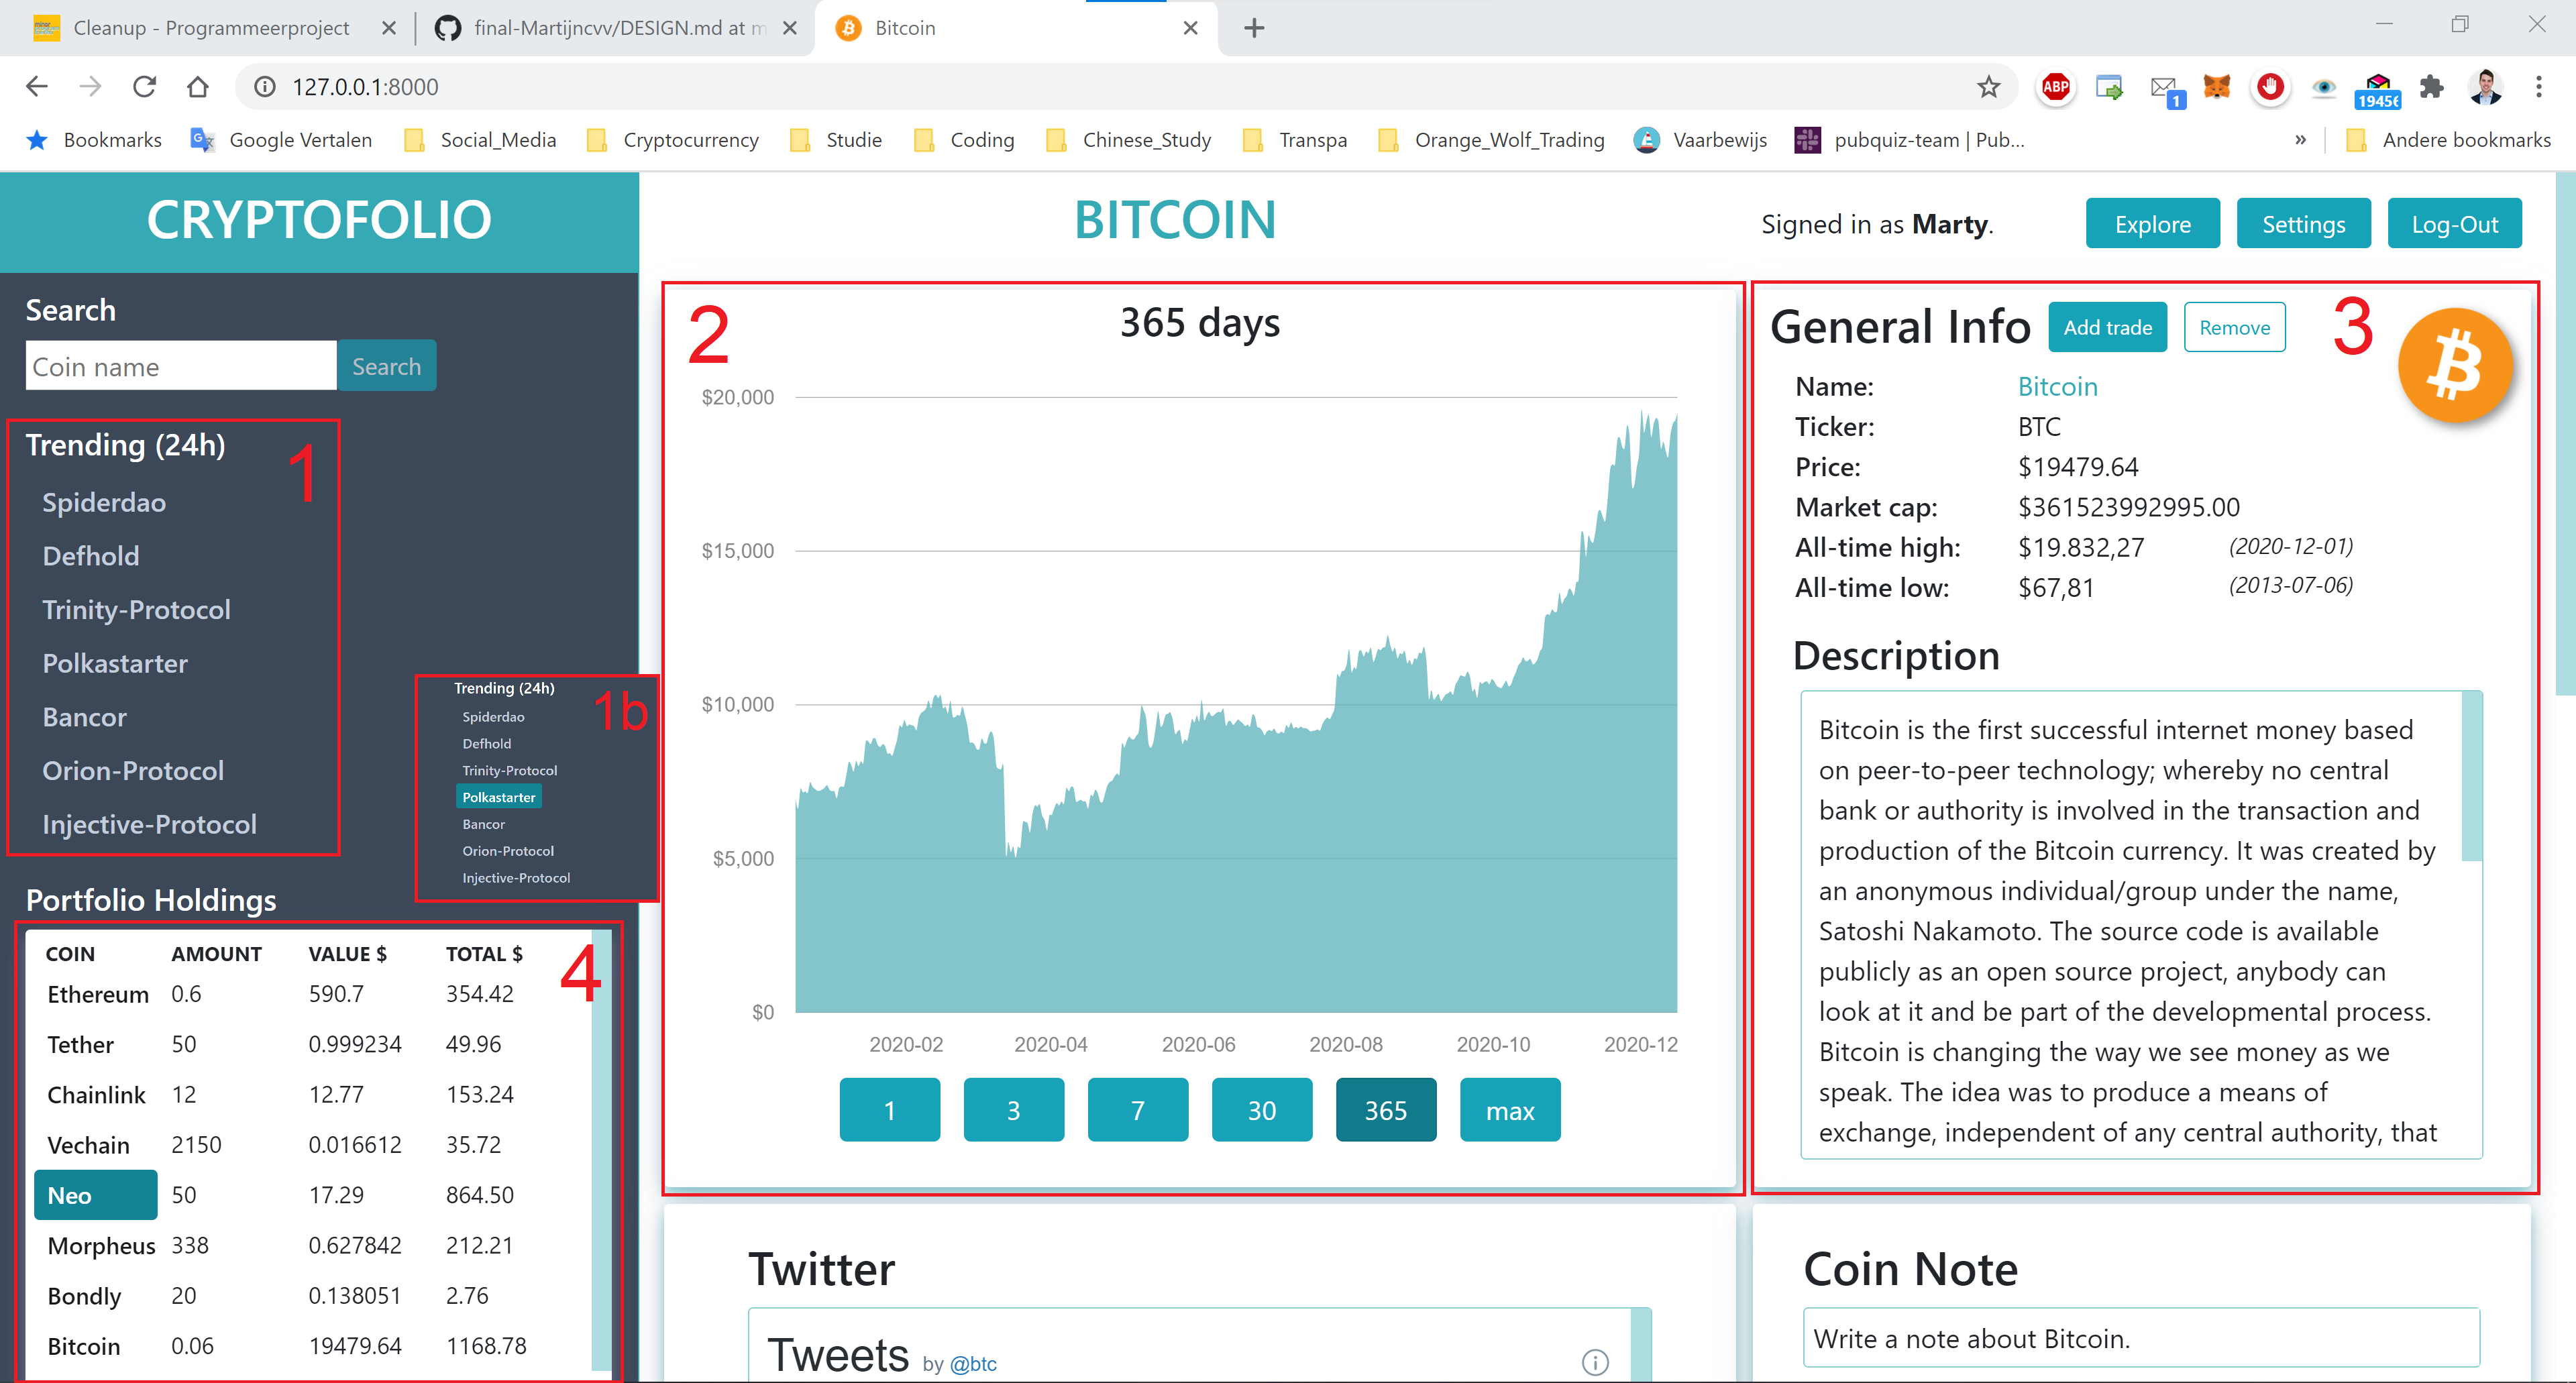 Cleanup - Programmeerproject
final-Martijncvv/DESIGN.md at m
Bitcoin
127.0.0.1:8000
ABP
1
1945
Bookmarks
Google Vertalen
Social_Media
Cryptocurrency
Studie
Coding
Chinese_Study
Transpa
Orange_Wolf_Trading
Vaarbewijs
pubquiz-team | Pub...
»
Andere bookmarks
CRYPTOFOLIO
BITCOIN
Signed in as Marty.
Explore
Settings
Log-Out
Search
Coin name
Search
Trending (24h)
1
Spiderdao
Defhold
Trinity-Protocol
Polkastarter
Bancor
Orion-Protocol
Injective-Protocol
Trending (24h)
1b
Spiderdao
Defhold
Trinity-Protocol
Polkastarter
Bancor
Orion-Protocol
Injective-Protocol
Portfolio Holdings
4
COIN AMOUNT VALUE $ TOTAL $
Ethereum 0.6 590.7 354.42
Tether 50 0.999234 49.96
Chainlink 12 12.77 153.24
Vechain 2150 0.016612 35.72
Neo 50 17.29 864.50
Morpheus 338 0.627842 212.21
Bondly 20 0.138051 2.76
Bitcoin 0.06 19479.64 1168.78
2
365 days
$20,000
$15,000
$10,000
$5,000
$0
2020-02 2020-04 2020-06 2020-08 2020-10 2020-12
1 3 7 30 365 max
General Info
Add trade
Remove
3
Name: Bitcoin
Ticker: BTC
Price: $19479.64
Market cap: $361523992995.00
All-time high: $19.832,27 (2020-12-01)
All-time low: $67,81 (2013-07-06)
Description
Bitcoin is the first successful internet money based
on peer-to-peer technology; whereby no central
bank or authority is involved in the transaction and
production of the Bitcoin currency. It was created by
an anonymous individual/group under the name,
Satoshi Nakamoto. The source code is available
publicly as an open source project, anybody can
look at it and be part of the developmental process.
Bitcoin is changing the way we see money as we
speak. The idea was to produce a means of
exchange, independent of any central authority, that
Twitter
Tweets by @btc
Coin Note
Write a note about Bitcoin.